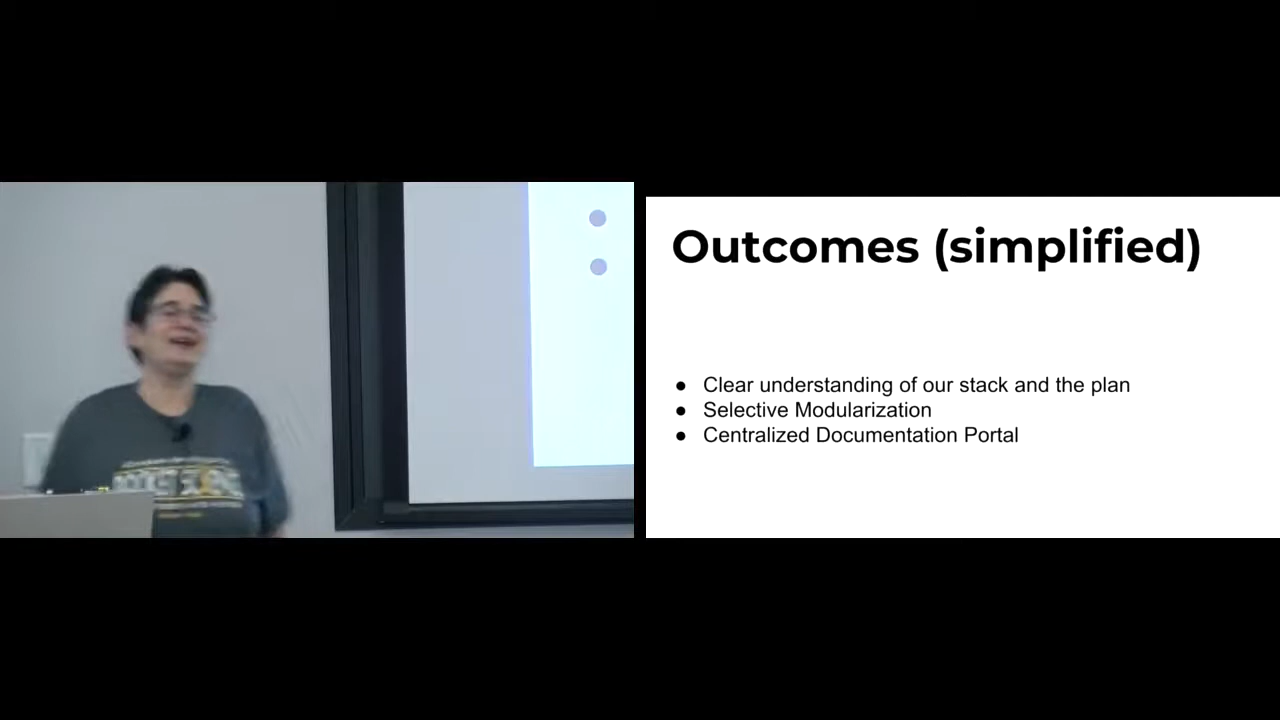 Outcomes (simplified)
● Clear understanding of our stack and the plan
● Selective Modularization
● Centralized Documentation Portal